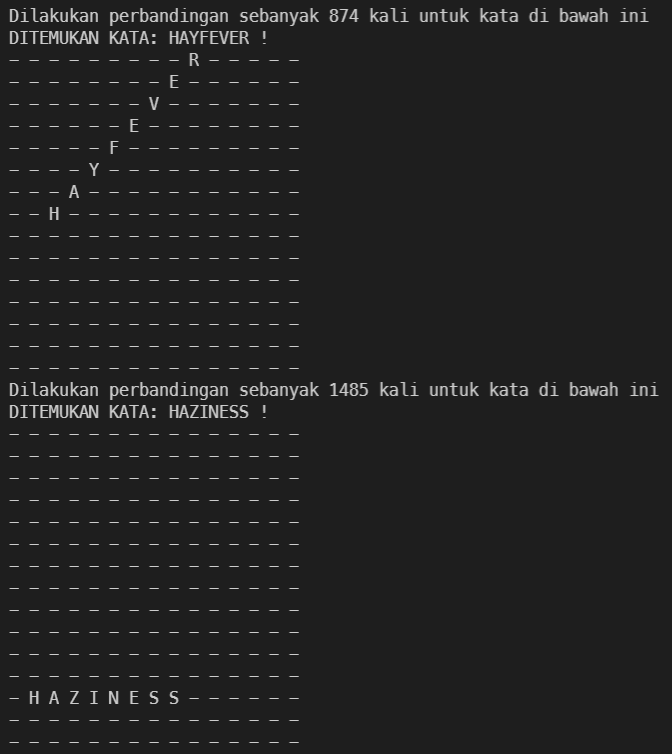 Dilakukan perbandingan sebanyak 874 kali untuk kata di bawah ini
DITEMUKAN KATA: HAYFEVER !
- - - - - - - - - R - - - - -
- - - - - - - - E - - - - - -
- - - - - - - V - - - - - - -
- - - - - - E - - - - - - - -
- - - - - F - - - - - - - - -
- - - - Y - - - - - - - - - -
- - - A - - - - - - - - - - -
- - H - - - - - - - - - - - -
- - - - - - - - - - - - - - -
- - - - - - - - - - - - - - -
- - - - - - - - - - - - - - -
- - - - - - - - - - - - - - -
- - - - - - - - - - - - - - -
- - - - - - - - - - - - - - -
- - - - - - - - - - - - - - -
Dilakukan perbandingan sebanyak 1485 kali untuk kata di bawah ini
DITEMUKAN KATA: HAZINESS !
- - - - - - - - - - - - - - -
- - - - - - - - - - - - - - -
- - - - - - - - - - - - - - -
- - - - - - - - - - - - - - -
- - - - - - - - - - - - - - -
- - - - - - - - - - - - - - -
- - - - - - - - - - - - - - -
- - - - - - - - - - - - - - -
- - - - - - - - - - - - - - -
- - - - - - - - - - - - - - -
- - - - - - - - - - - - - - -
- - - - - - - - - - - - - - -
- H A Z I N E S S - - - - - -
- - - - - - - - - - - - - - -
- - - - - - - - - - - - - - -